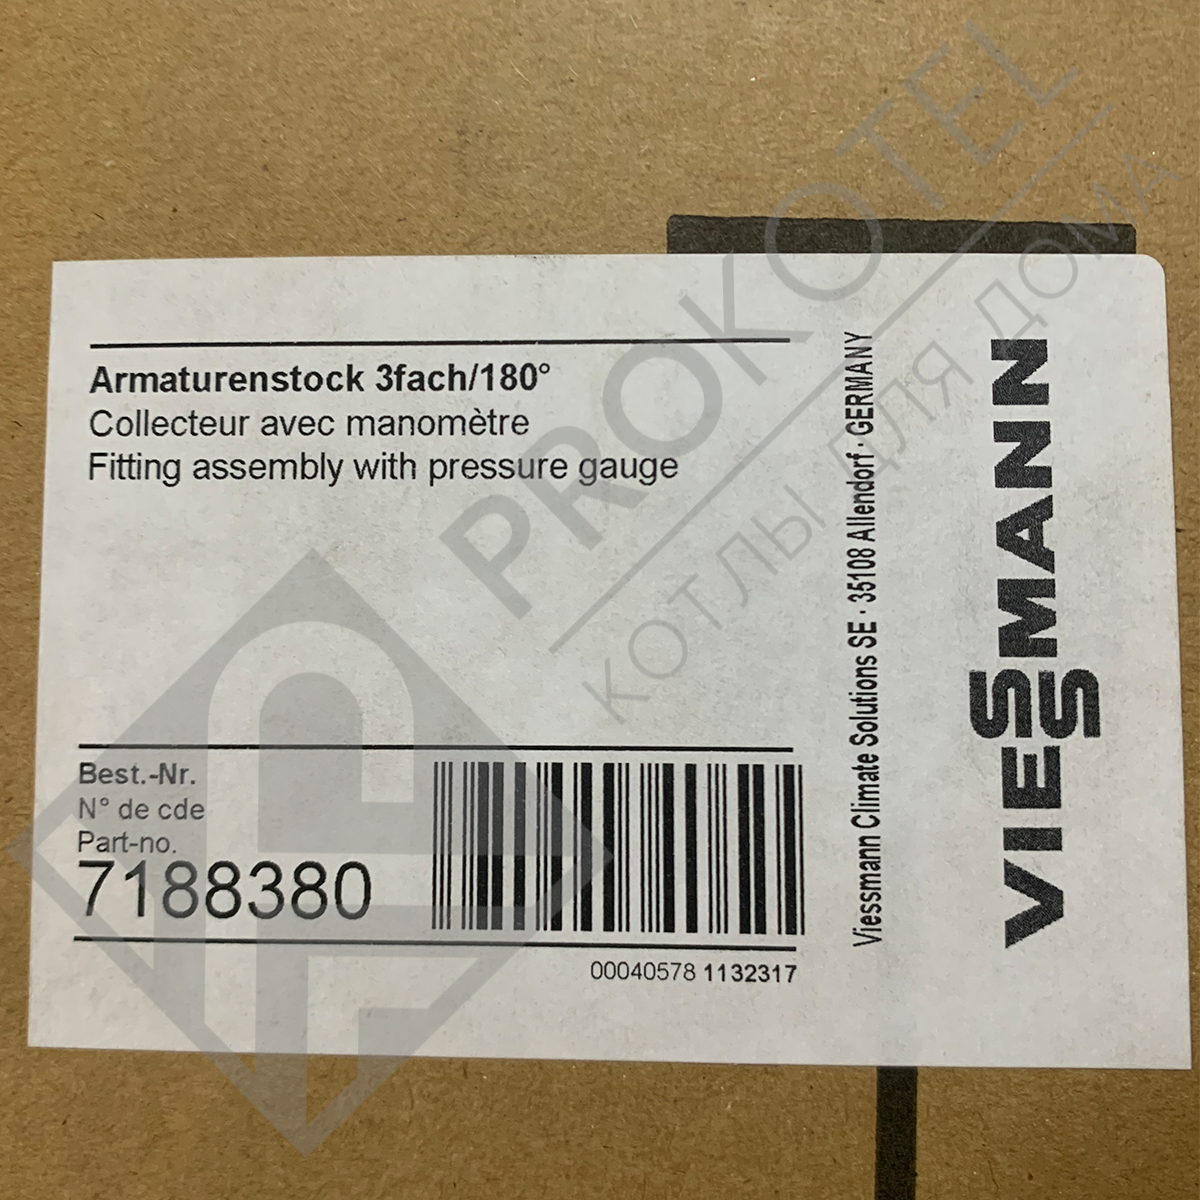 Armaturenstock 3fach/180°
Collecteur avec manomètre
Fitting assembly with pressure gauge
Best.-Nr.
N° de cde
Part-no.
7188380
00040578 1132317
Viessmann Climate Solutions SE · 35108 Allendorf · GERMANY
VIESSMANN
PROKOTEL
КОТЛЫ ДЛЯ ДОМА